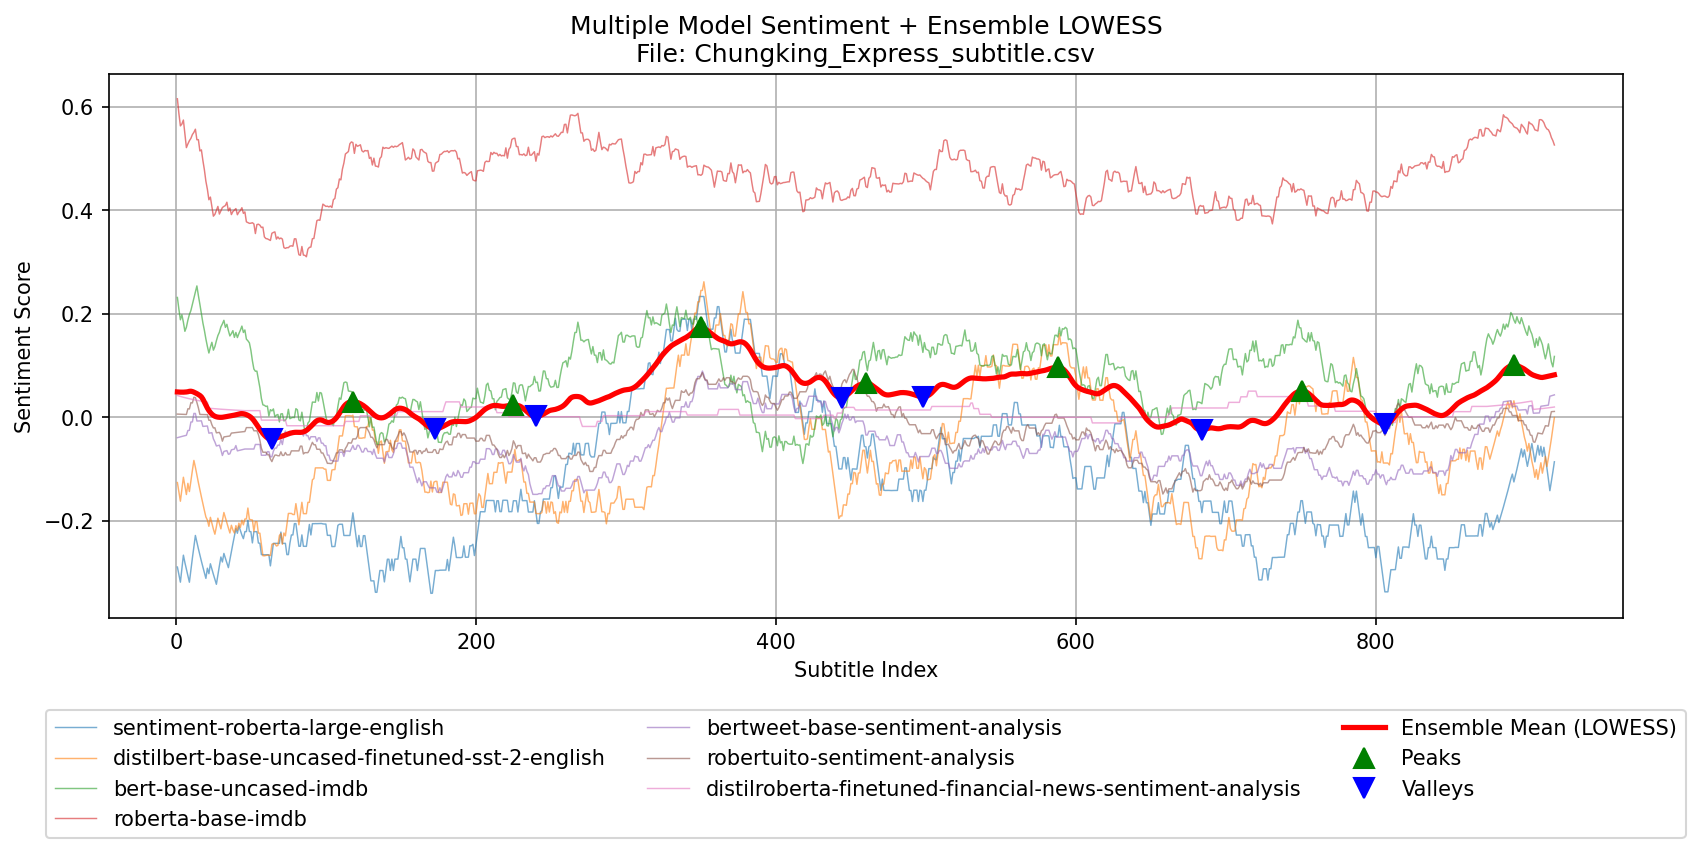 Multiple Model Sentiment + Ensemble LOWESS
File: Chungking_Express_subtitle.csv
Sentiment Score
0.6
0.4
0.2
0.0
−0.2
0
200
400
600
800
Subtitle Index
sentiment-roberta-large-english
distilbert-base-uncased-finetuned-sst-2-english
bert-base-uncased-imdb
roberta-base-imdb
bertweet-base-sentiment-analysis
robertuito-sentiment-analysis
distilroberta-finetuned-financial-news-sentiment-analysis
Ensemble Mean (LOWESS)
Peaks
Valleys